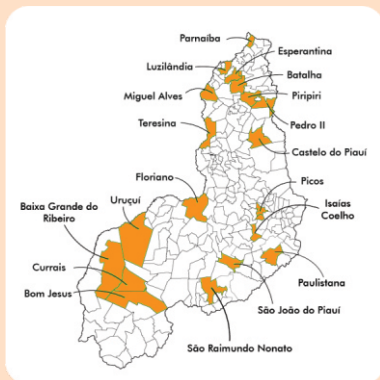 Parnaíba
Esperantina
Luzilândia
Batalha
Miguel Alves
Piripiri
Pedro II
Teresina
Castelo do Piauí
Floriano
Picos
Uruçuí
Isaías
Coelho
Baixa Grande do
Ribeiro
Currais
Paulistana
Bom Jesus
São João do Piauí
São Raimundo Nonato